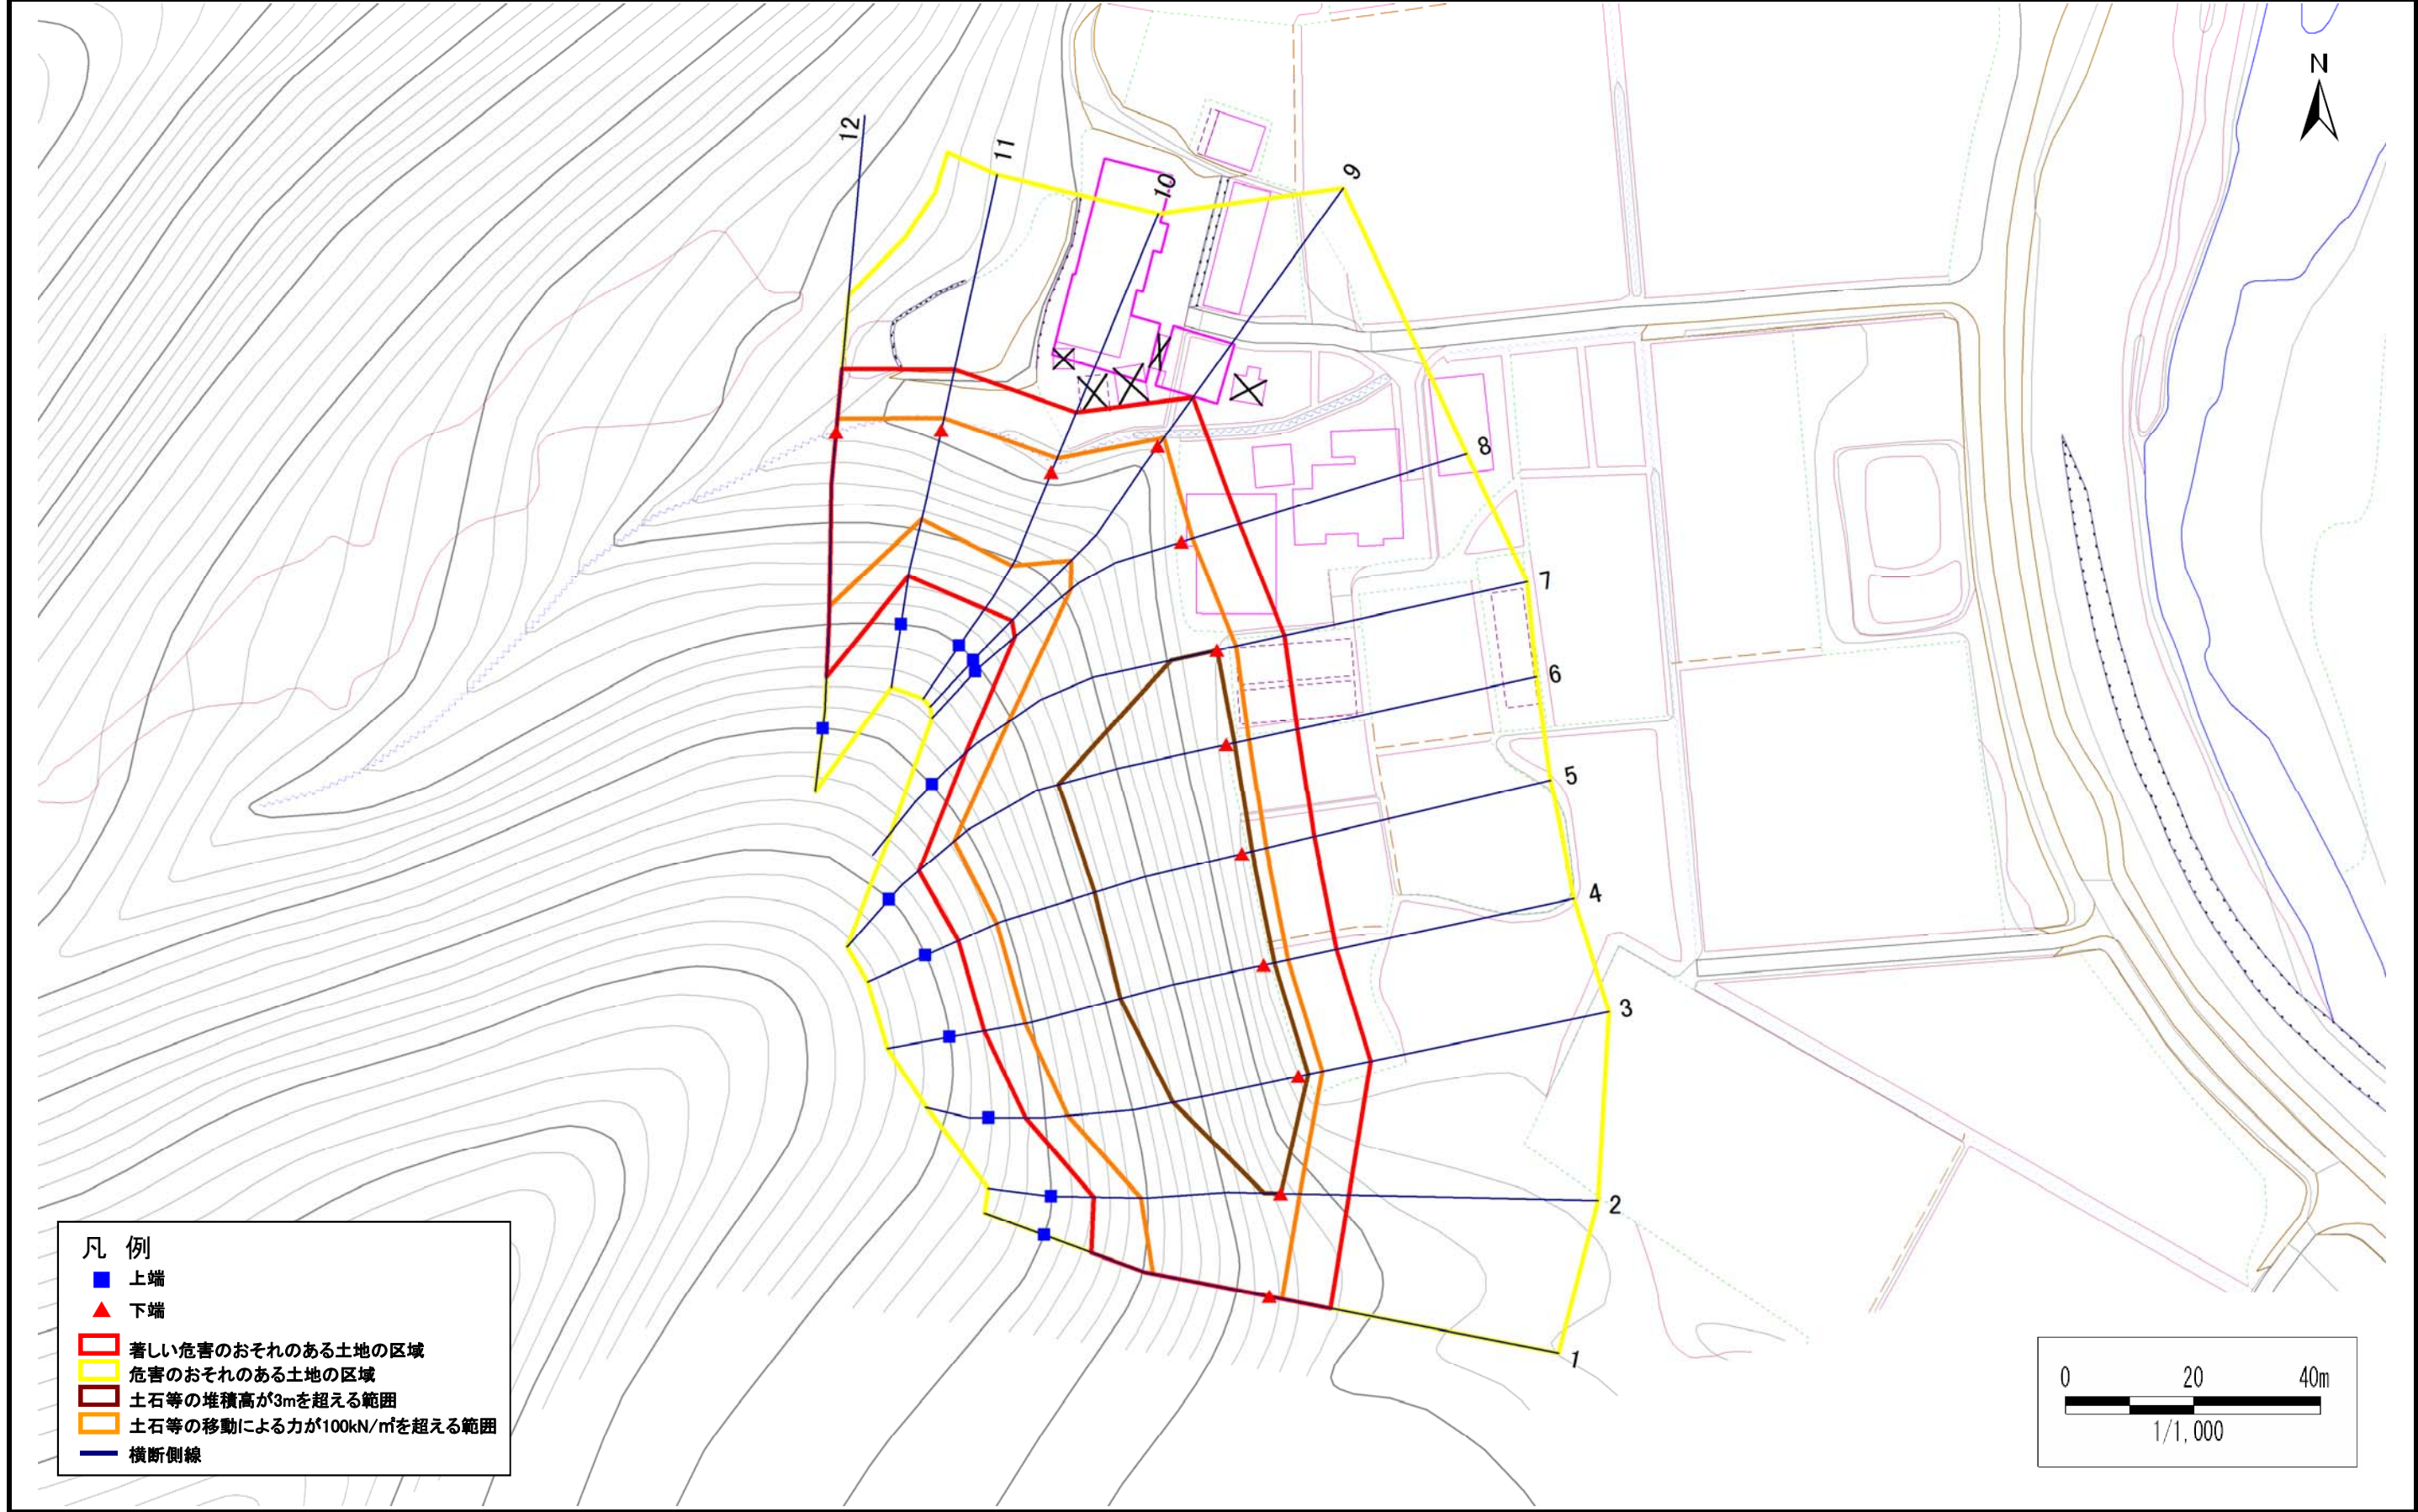 N
12
11
10
9
8
7
6
5
4
3
2
1
凡 例
上端
下端
著しい危害のおそれのある土地の区域
危害のおそれのある土地の区域
土石等の堆積高が3mを超える範囲
土石等の移動による力が100kN/㎡を超える範囲
横断側線
0 20 40m
1/1,000